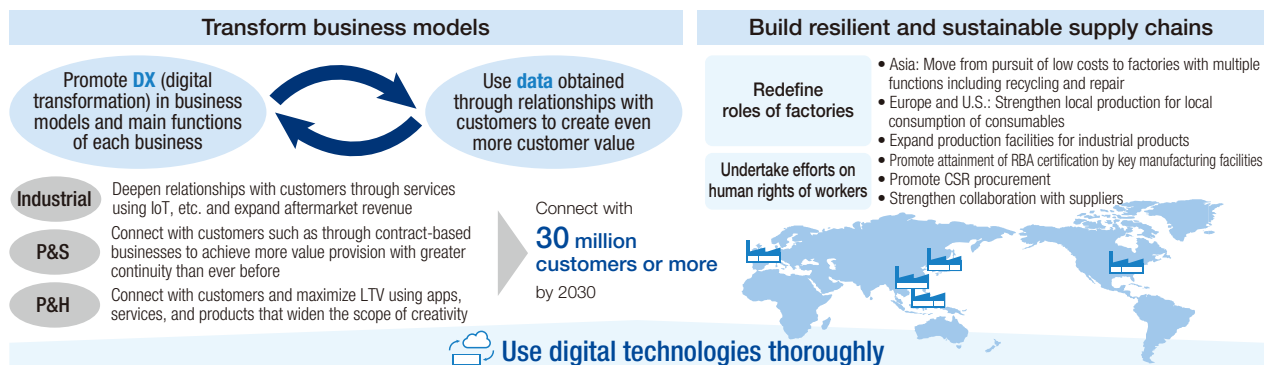 Transform business models
Promote DX (digital
transformation) in business
models and main functions
of each business
Use data obtained
through relationships with
customers to create even
more customer value
Industrial
Deepen relationships with customers through services
using IoT, etc. and expand aftermarket revenue
P&S
Connect with customers such as through contract-based
businesses to achieve more value provision with greater
continuity than ever before
P&H
Connect with customers and maximize LTV using apps,
services, and products that widen the scope of creativity
Connect with
30 million
customers or more
by 2030
Build resilient and sustainable supply chains
Redefine
roles of factories
• Asia: Move from pursuit of low costs to factories with multiple
functions including recycling and repair
• Europe and U.S.: Strengthen local production for local
consumption of consumables
• Expand production facilities for industrial products
Undertake efforts on
human rights of workers
• Promote attainment of RBA certification by key manufacturing facilities
• Promote CSR procurement
• Strengthen collaboration with suppliers
Use digital technologies thoroughly